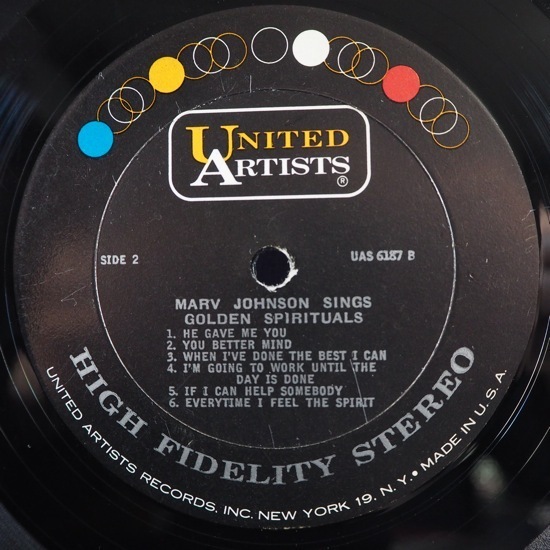 UNITED
ARTISTS®
SIDE 2
UAS 6187 B
MARV JOHNSON SINGS
GOLDEN SPIRITUALS
1. HE GAVE ME YOU
2. YOU BETTER MIND
3. WHEN I'VE DONE THE BEST I CAN
4. I'M GOING TO WORK UNTIL THE
DAY IS DONE
5. IF I CAN HELP SOMEBODY
6. EVERYTIME I FEEL THE SPIRIT
HIGH FIDELITY STEREO
UNITED ARTISTS RECORDS, INC. NEW YORK 19, N.Y. • MADE IN U.S.A.